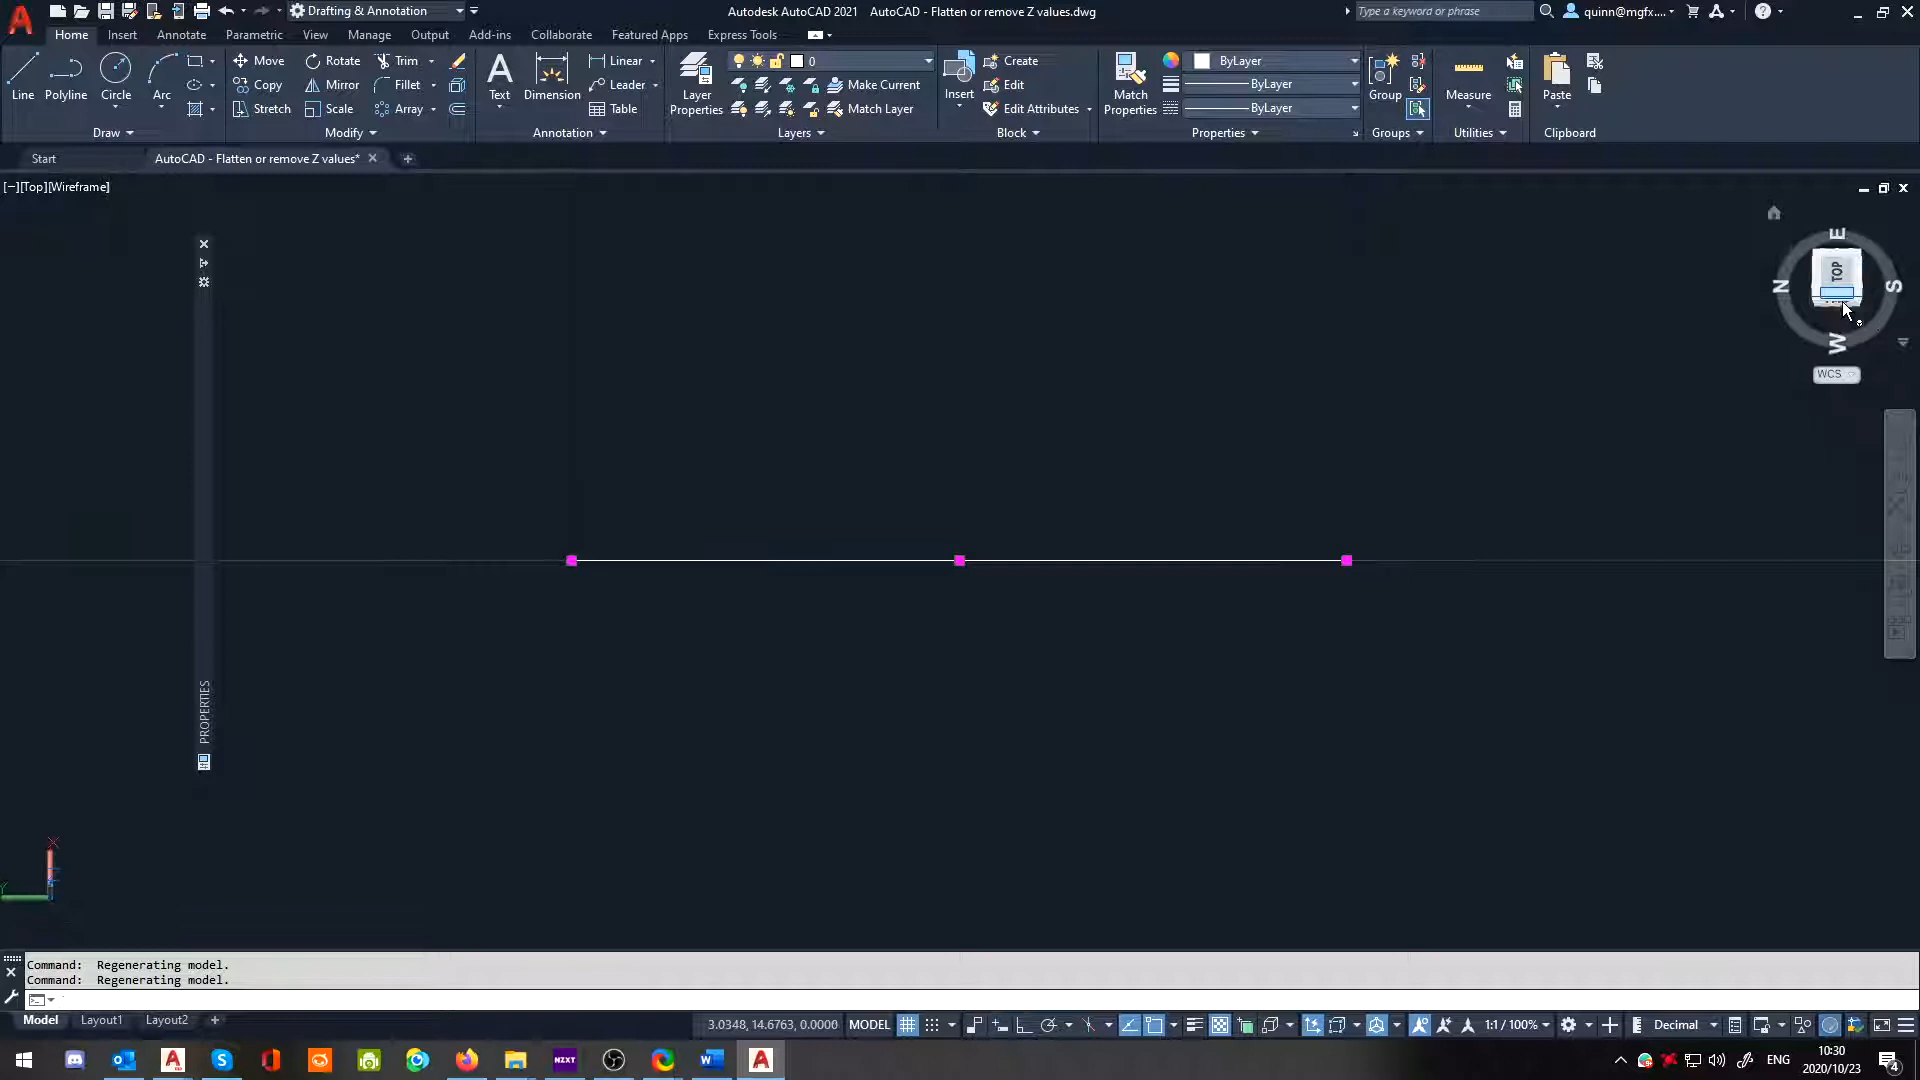 Drafting & Annotation
Autodesk AutoCAD 2021 AutoCAD - Flatten or remove Z values.dwg
Type a keyword or phrase
quinn@mgfx....
Home Insert Annotate Parametric View Manage Output Add-ins Collaborate Featured Apps Express Tools
Line Polyline Circle Arc
Draw
Move Rotate Trim
Copy Mirror Fillet
Stretch Scale Array
Modify
Text Dimension
Linear
Leader
Table
Annotation
Layer Properties
0
Make Current
Match Layer
Layers
Insert
Create
Edit
Edit Attributes
Block
Match Properties
ByLayer
ByLayer
ByLayer
Properties
Group
Groups
Measure
Utilities
Paste
Clipboard
Start AutoCAD - Flatten or remove Z values*
[−][Top][Wireframe]
E
N TOP S
W
WCS
PROPERTIES
X
Y
Command: Regenerating model.
Command: Regenerating model.
Model Layout1 Layout2
3.0348, 14.6763, 0.0000 MODEL 1:1 / 100% Decimal
NZXT
ENG
10:30
2020/10/23
4